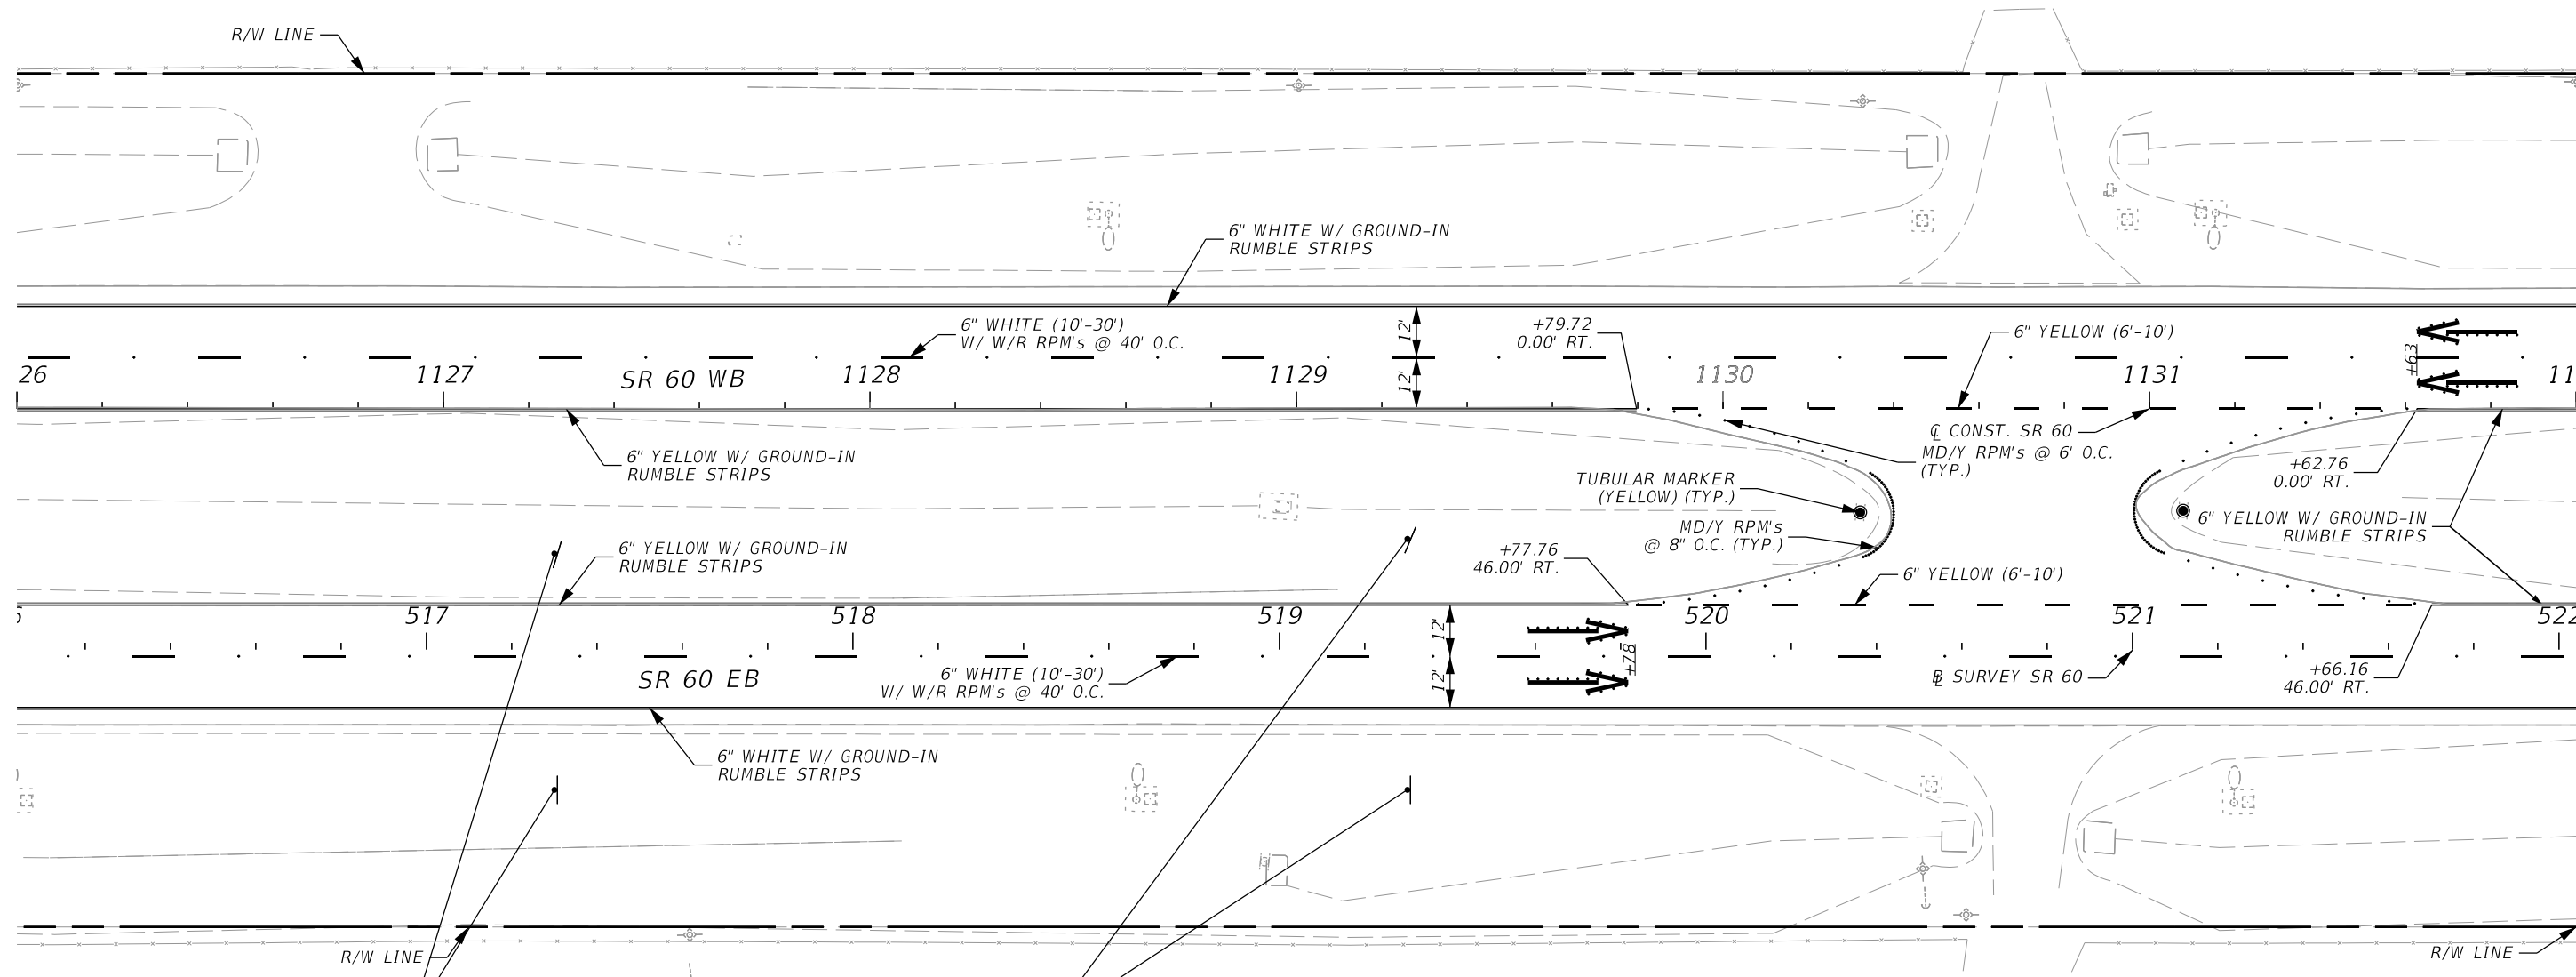 R/W LINE
6" WHITE W/ GROUND-IN
RUMBLE STRIPS
6" WHITE (10'-30')
W/ W/R RPM's @ 40' O.C.
12'
+79.72
0.00' RT.
6" YELLOW (6'-10')
+63
26
1127
SR 60 WB
1128
1129
12'
1130
1131
11
℄ CONST. SR 60
MD/Y RPM's @ 6' O.C.
(TYP.)
6" YELLOW W/ GROUND-IN
RUMBLE STRIPS
+62.76
0.00' RT.
TUBULAR MARKER
(YELLOW) (TYP.)
MD/Y RPM's
@ 8" O.C. (TYP.)
6" YELLOW W/ GROUND-IN
RUMBLE STRIPS
6" YELLOW W/ GROUND-IN
RUMBLE STRIPS
+77.76
46.00' RT.
6" YELLOW (6'-10')
517
518
519
520
521
522
12'
12'
+78
SR 60 EB
6" WHITE (10'-30')
W/ W/R RPM's @ 40' O.C.
BL SURVEY SR 60
+66.16
46.00' RT.
6" WHITE W/ GROUND-IN
RUMBLE STRIPS
R/W LINE
R/W LINE